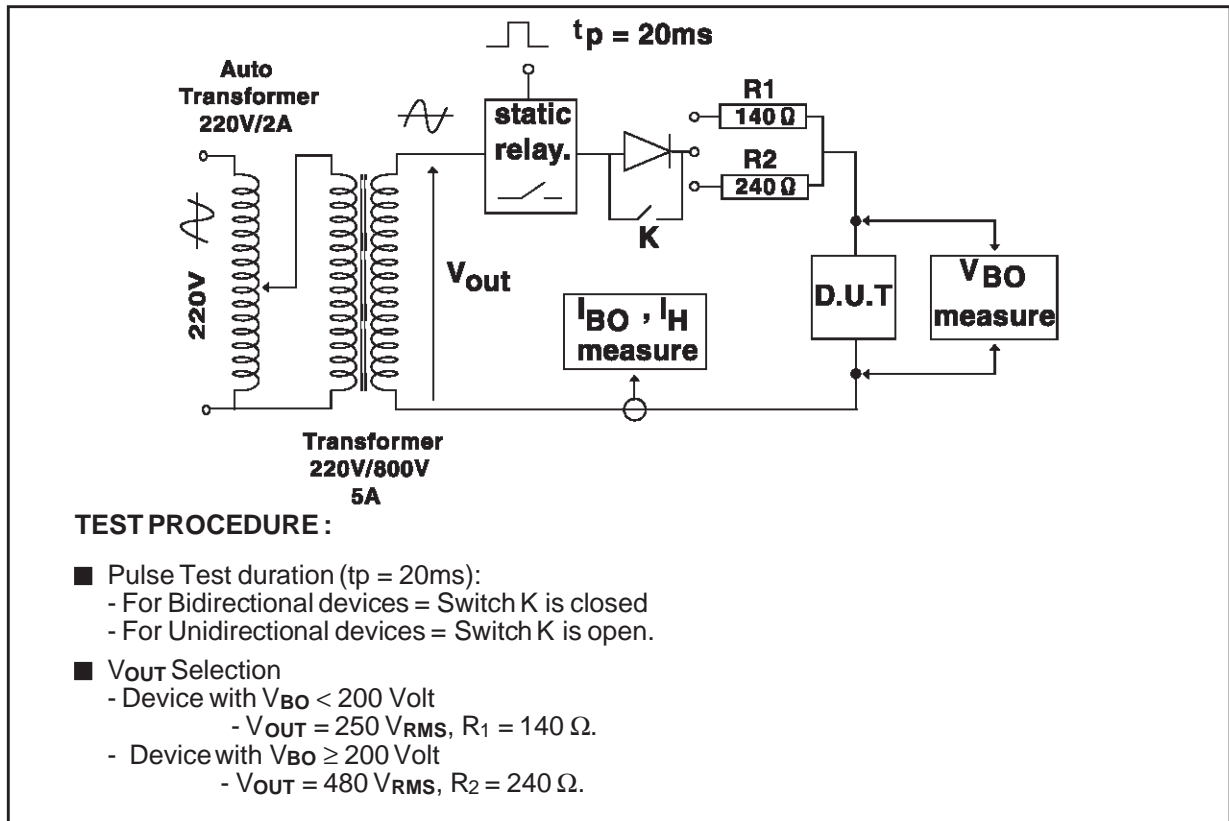 tp = 20ms
Auto
Transformer
220V/2A
220V
Vout
static
relay.
K
R1
140 Ω
R2
240 Ω
IBO , IH
measure
D.U.T
VBO
measure
Transformer
220V/800V
5A
TEST PROCEDURE :
■ Pulse Test duration (tp = 20ms):
- For Bidirectional devices = Switch K is closed
- For Unidirectional devices = Switch K is open.
■ VOUT Selection
- Device with VBO < 200 Volt
- VOUT = 250 VRMS, R1 = 140 Ω.
- Device with VBO ≥ 200 Volt
- VOUT = 480 VRMS, R2 = 240 Ω.